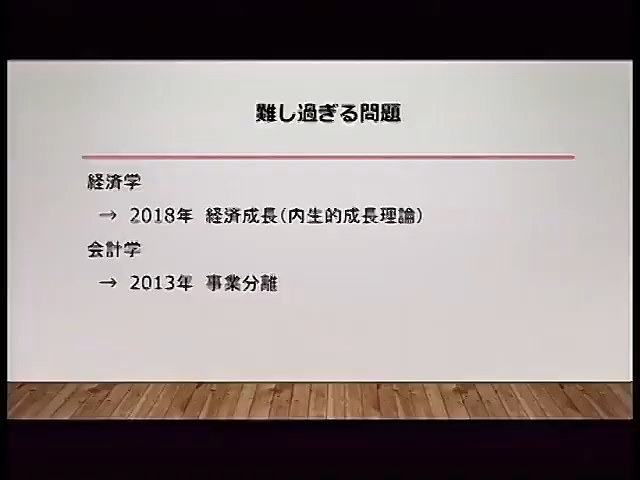 難し過ぎる問題
経済学
→ 2018年 経済成長(内生的成長理論)
会計学
→ 2013年 事業分離